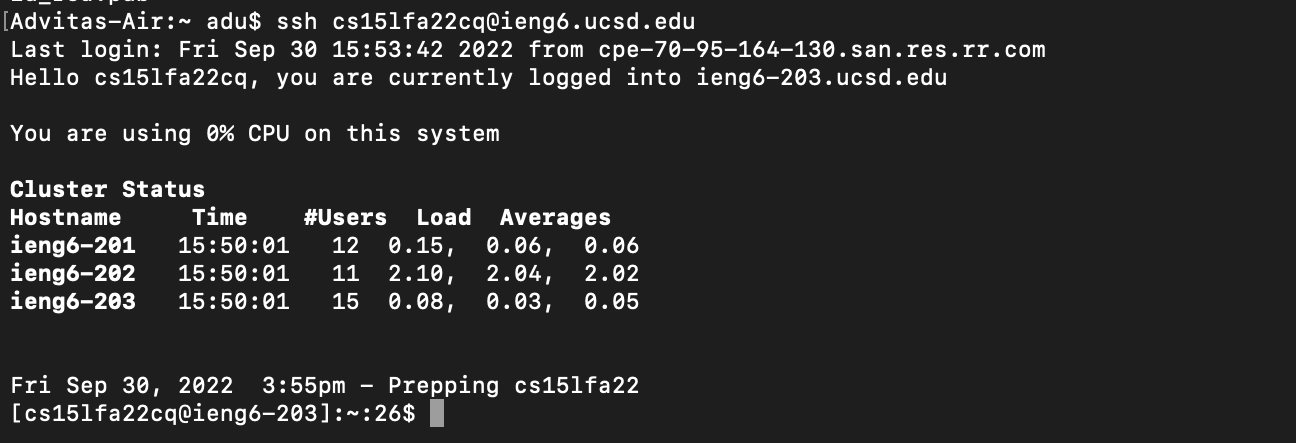 [Advitas-Air:~ adu$ ssh cs15lfa22cq@ieng6.ucsd.edu
Last login: Fri Sep 30 15:53:42 2022 from cpe-70-95-164-130.san.res.rr.com
Hello cs15lfa22cq, you are currently logged into ieng6-203.ucsd.edu
You are using 0% CPU on this system
Cluster Status
Hostname     Time    #Users  Load  Averages
ieng6-201   15:50:01   12  0.15,  0.06,  0.06
ieng6-202   15:50:01   11  2.10,  2.04,  2.02
ieng6-203   15:50:01   15  0.08,  0.03,  0.05
Fri Sep 30, 2022  3:55pm - Prepping cs15lfa22
[cs15lfa22cq@ieng6-203]:~:26$